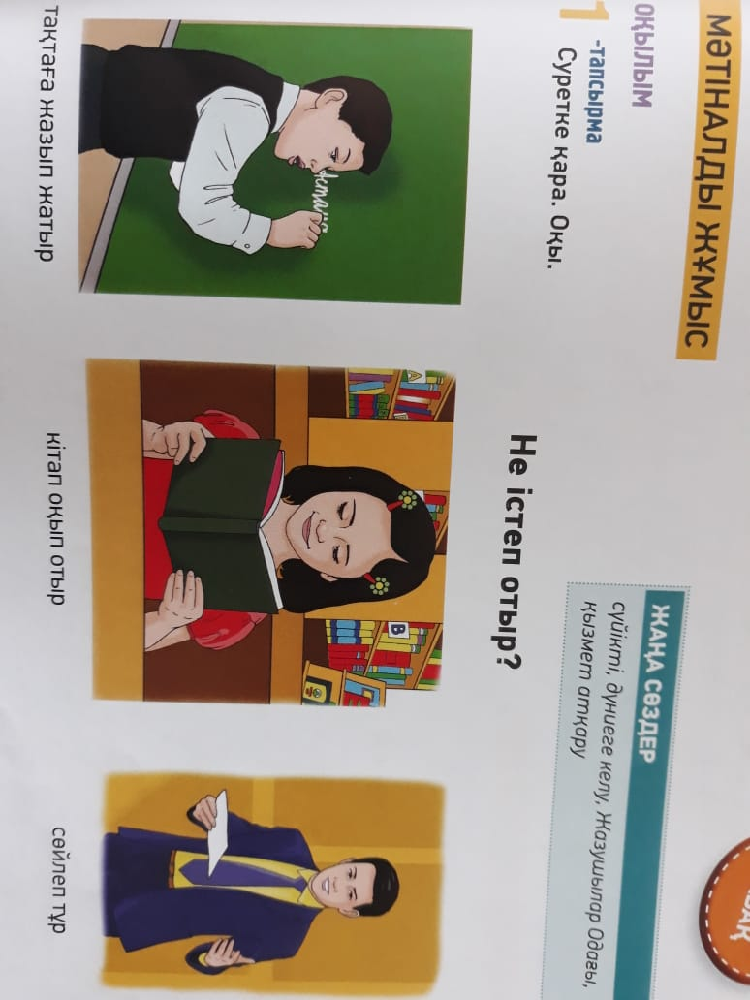 МӘТІНАЛДЫ ЖҰМЫС
ОҚЫЛЫМ
1 -тапсырма
Суретке қара. Оқы.
ЖАҢА СӨЗДЕР
сүйікті, дүниеге келу, Жазушылар Одағы,
қызмет атқару
Не істеп отыр?
тақтаға жазып жатыр
кітап оқып отыр
сөйлеп тұр
В